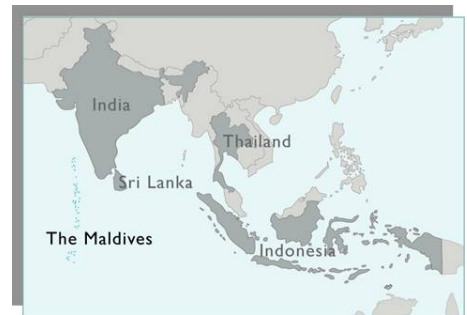 India
Thailand
Sri Lanka
The Maldives
Indonesia